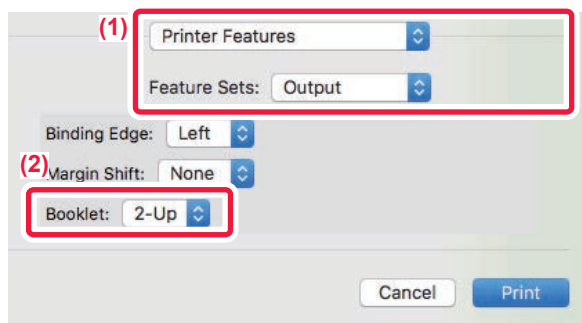 (1)
Printer Features
Feature Sets: Output
Binding Edge: Left
(2)
Margin Shift: None
Booklet: 2-Up
Cancel Print